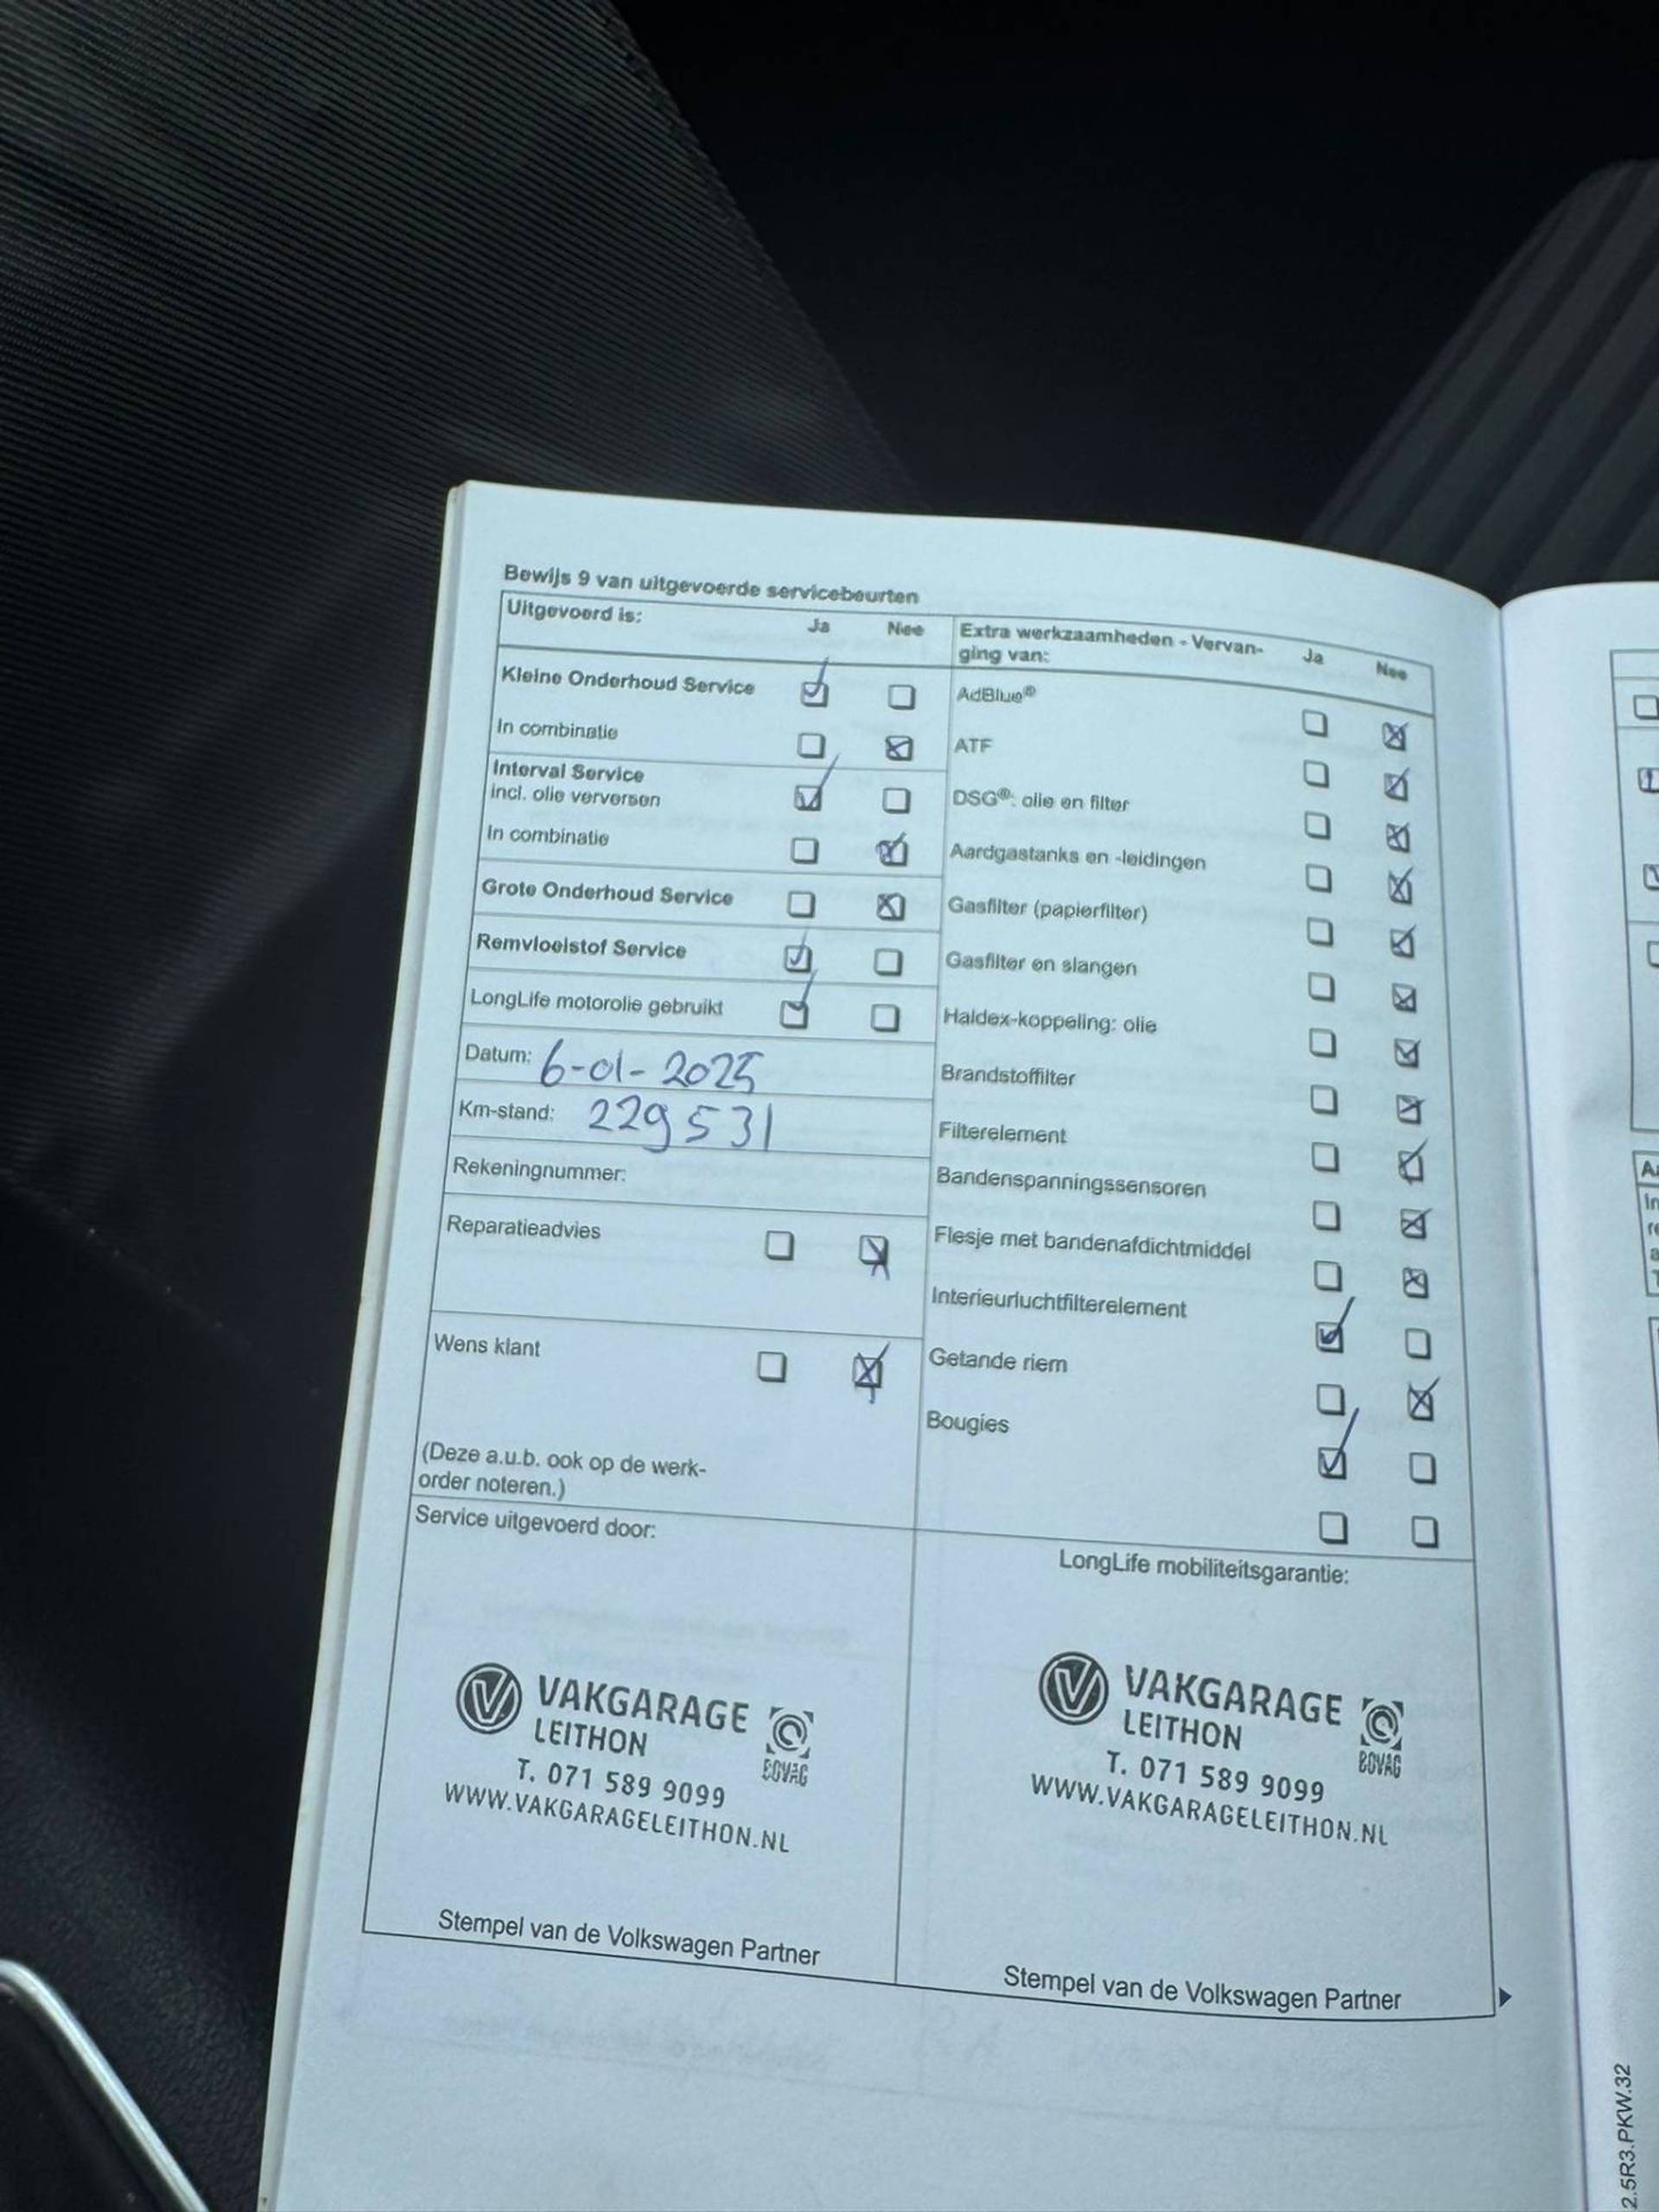 Bewijs 9 van uitgevoerde servicebeurten
Uitgevoerd is: Ja Nee
Kleine Onderhoud Service
In combinatie
Interval Service
incl. olie verversen
In combinatie
Grote Onderhoud Service
Remvloeistof Service
LongLife motorolie gebruikt
Datum: 6-01-2025
Km-stand: 229531
Rekeningnummer:
Reparatieadvies
Wens klant
(Deze a.u.b. ook op de werk-
order noteren.)
Extra werkzaamheden - Vervan-
ging van: Ja Nee
AdBlue®
ATF
DSG®: olie en filter
Aardgastanks en -leidingen
Gasfilter (papierfilter)
Gasfilter en slangen
Haldex-koppeling: olie
Brandstoffilter
Filterelement
Bandenspanningssensoren
Flesje met bandenafdichtmiddel
Interieurluchtfilterelement
Getande riem
Bougies
Service uitgevoerd door:
VAKGARAGE
LEITHON
BOVAG
T. 071 589 9099
WWW.VAKGARAGELEITHON.NL
Stempel van de Volkswagen Partner
LongLife mobiliteitsgarantie:
VAKGARAGE
LEITHON
BOVAG
T. 071 589 9099
WWW.VAKGARAGELEITHON.NL
Stempel van de Volkswagen Partner
2.5R3.PKW.32